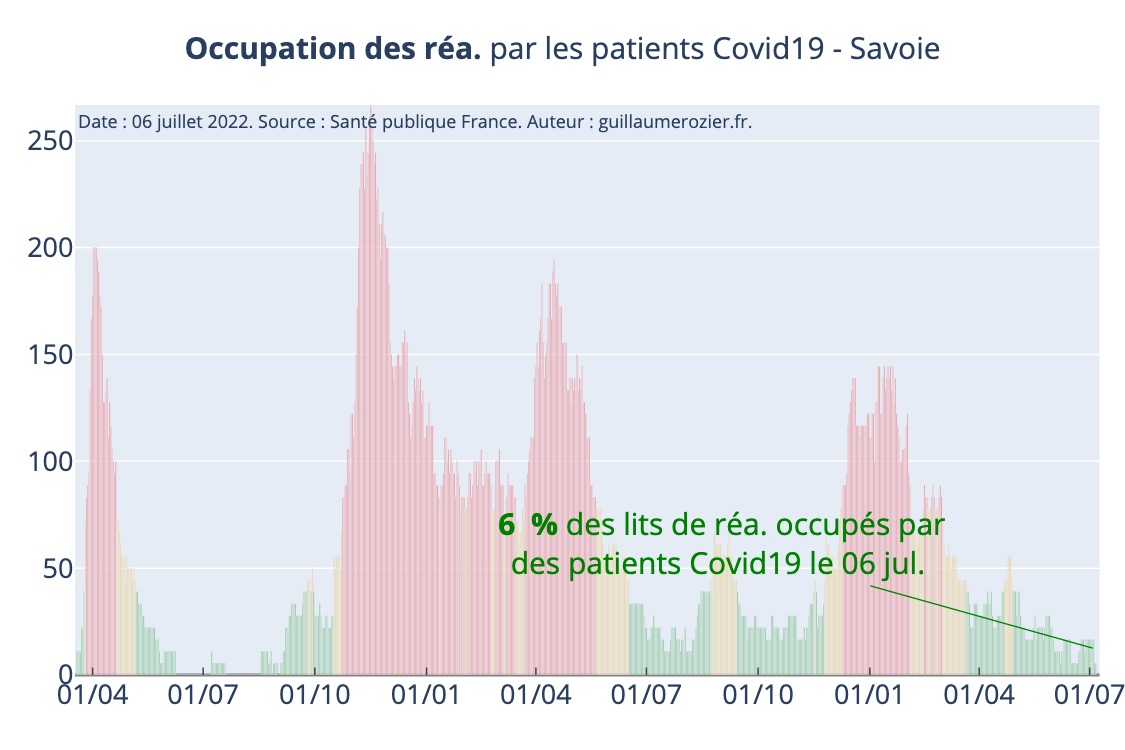 Occupation des réa. par les patients Covid19 - Savoie
Date : 06 juillet 2022. Source : Santé publique France. Auteur : guillaumerozier.fr.
250
200
150
100
6 % des lits de réa. occupés par
des patients Covid19 le 06 jul.
50
0
01/04 01/07 01/10 01/01 01/04 01/07 01/10 01/01 01/04 01/07